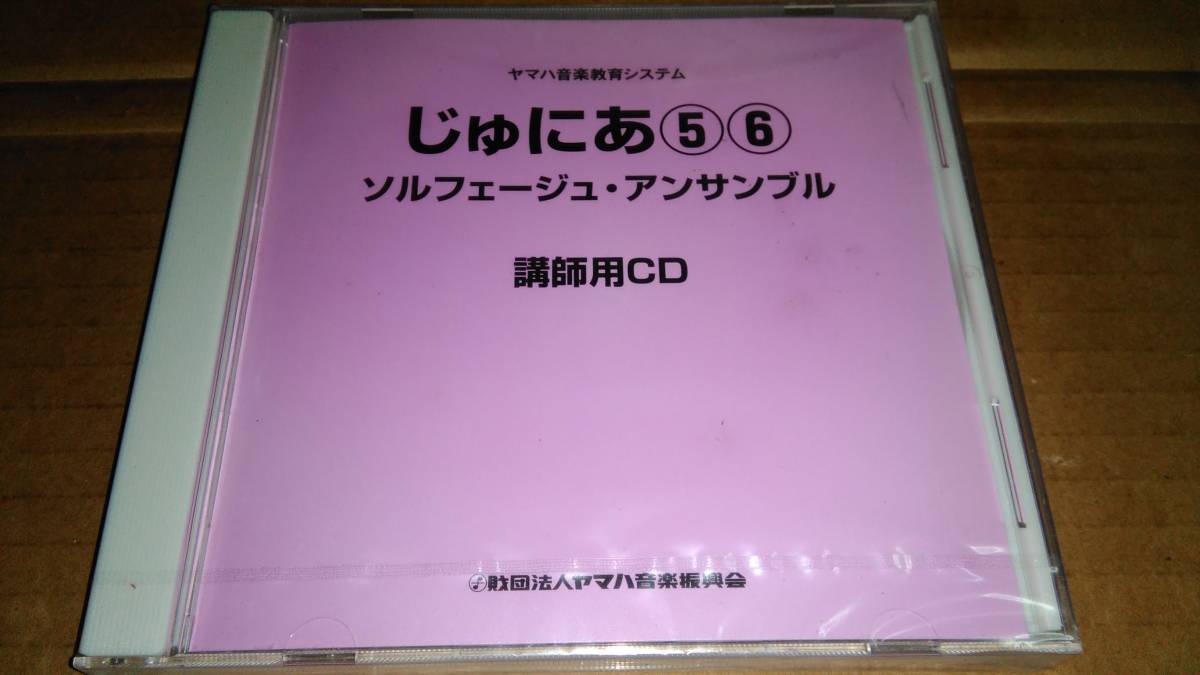 ヤマハ音楽教育システム
じゅにあ⑤⑥
ソルフェージュ・アンサンブル
講師用CD
財団法人ヤマハ音楽振興会